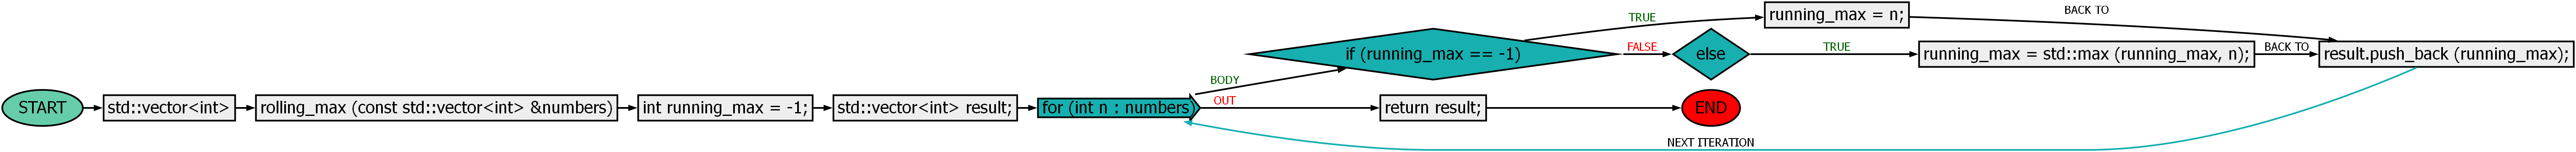 START
std::vector<int>
rolling_max (const std::vector<int> &numbers)
int running_max = -1;
std::vector<int> result;
for (int n : numbers)
BODY
OUT
if (running_max == -1)
TRUE
FALSE
running_max = n;
BACK TO
else
TRUE
running_max = std::max (running_max, n);
BACK TO
result.push_back (running_max);
return result;
END
NEXT ITERATION